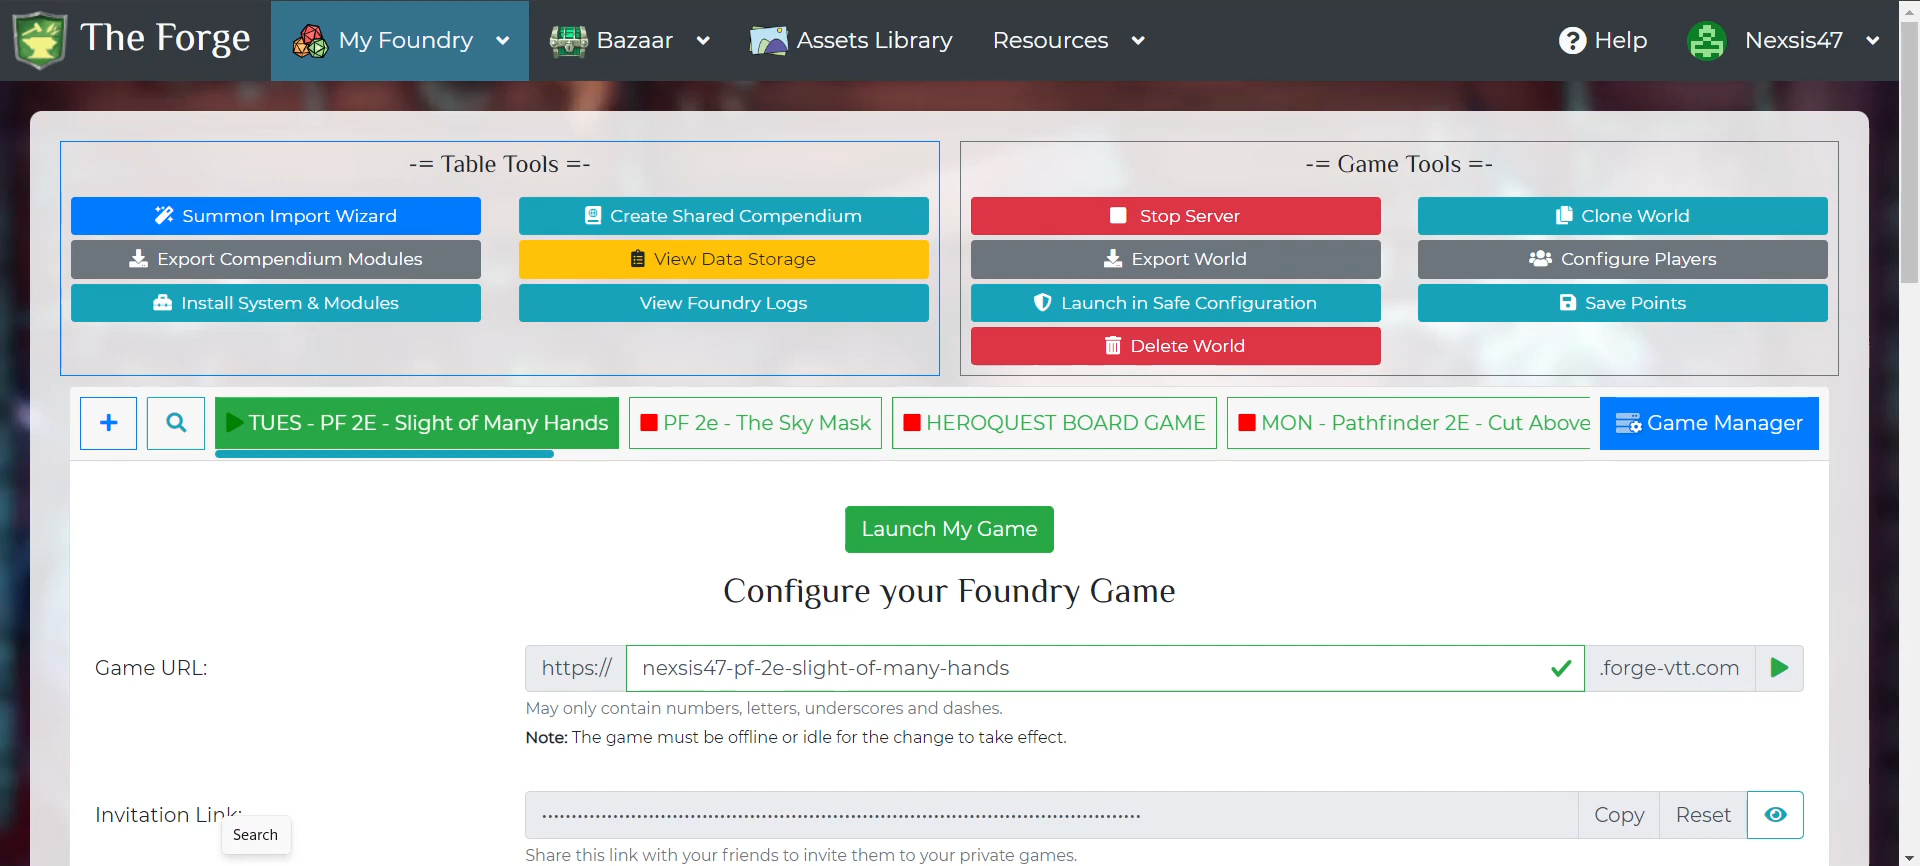 The Forge
My Foundry
Bazaar
Assets Library
Resources
Help
Nexsis47
-= Table Tools =-
Summon Import Wizard
Create Shared Compendium
Export Compendium Modules
View Data Storage
Install System & Modules
View Foundry Logs
-= Game Tools =-
Stop Server
Clone World
Export World
Configure Players
Launch in Safe Configuration
Save Points
Delete World
TUES - PF 2E - Slight of Many Hands
PF 2e - The Sky Mask
HEROQUEST BOARD GAME
MON - Pathfinder 2E - Cut Above
Game Manager
Launch My Game
Configure your Foundry Game
Game URL:
https:// nexsis47-pf-2e-slight-of-many-hands .forge-vtt.com
May only contain numbers, letters, underscores and dashes.
Note: The game must be offline or idle for the change to take effect.
Invitation Link:
Copy
Reset
Search
Share this link with your friends to invite them to your private games.